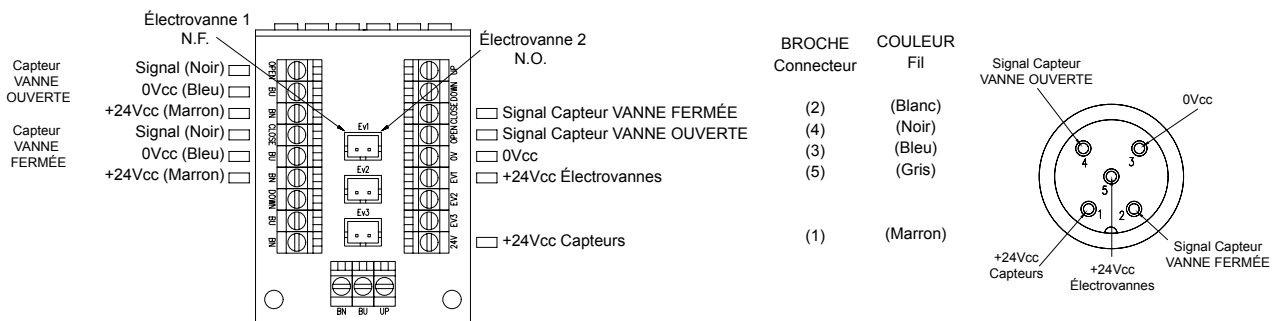 Électrovanne 1
N.F.
Électrovanne 2
N.O.
Capteur
VANNE
OUVERTE
Signal (Noir)
0Vcc (Bleu)
+24Vcc (Marron)
Capteur
VANNE
FERMÉE
Signal (Noir)
0Vcc (Bleu)
+24Vcc (Marron)
OPEN
BU
BN
CLOSE
BU
BN
DOWN
BU
BN
Ev1
Ev2
Ev3
BN BU UP
UP
DOWN
CLOSE
OPEN
0V
EV1
EV2
EV3
24V
Signal Capteur VANNE FERMÉE
Signal Capteur VANNE OUVERTE
0Vcc
+24Vcc Électrovannes
+24Vcc Capteurs
BROCHE COULEUR
Connecteur Fil
(2) (Blanc)
(4) (Noir)
(3) (Bleu)
(5) (Gris)
(1) (Marron)
Signal Capteur
VANNE OUVERTE
0Vcc
4
3
5
1
2
+24Vcc
Capteurs
+24Vcc
Électrovannes
Signal Capteur
VANNE FERMÉE